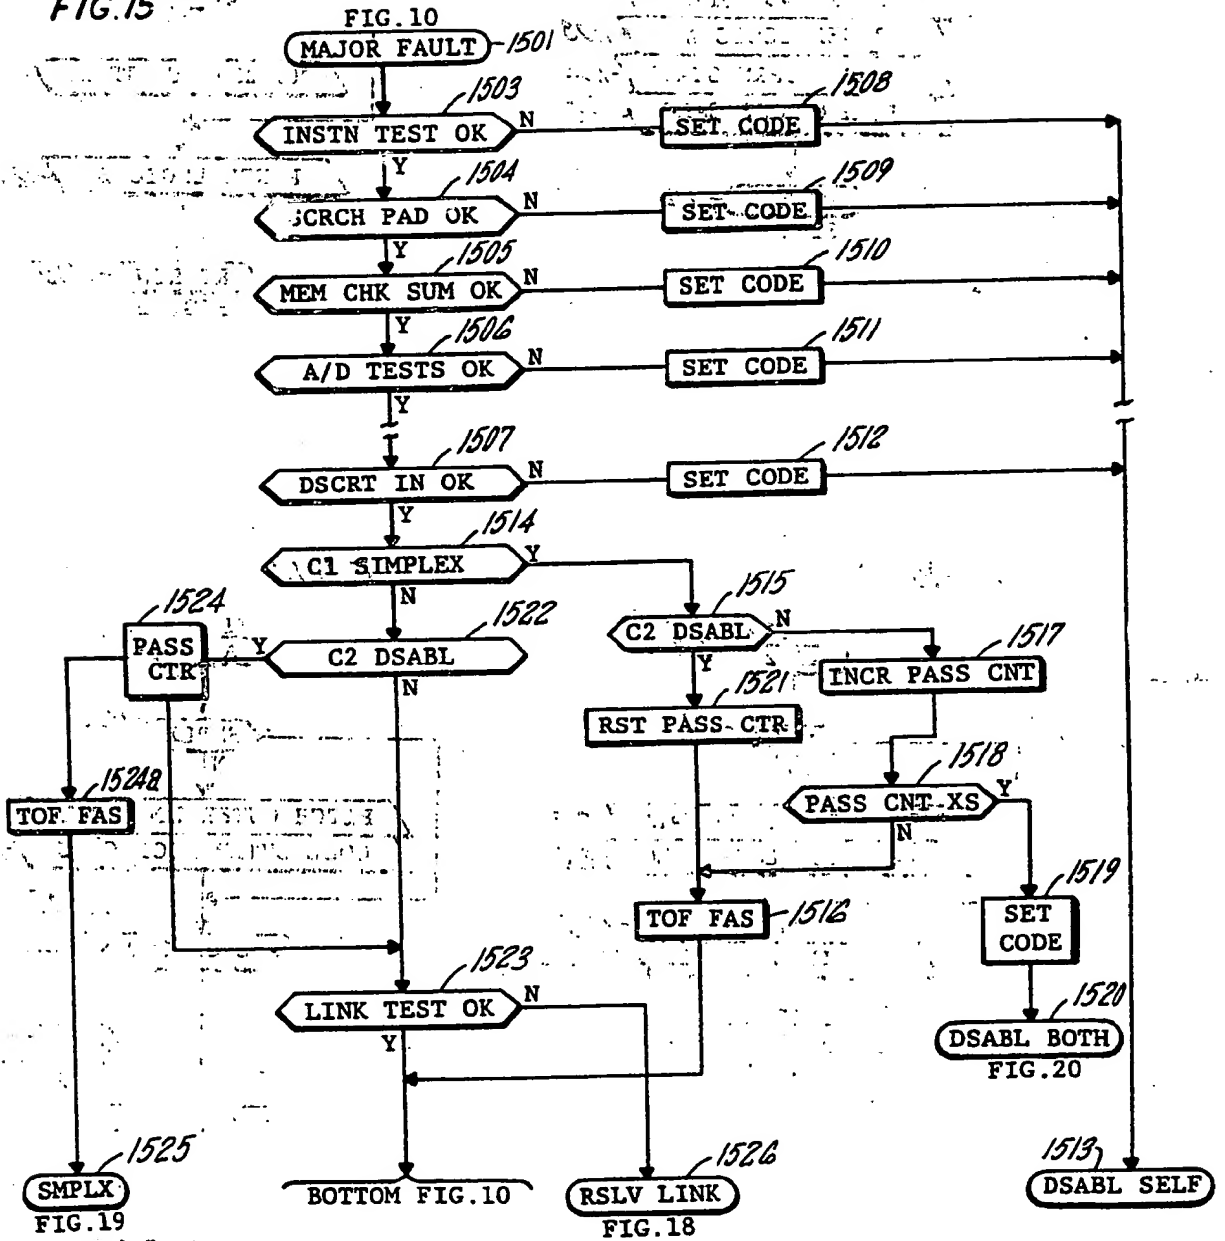 FIG.15
FIG.10
MAJOR FAULT 1501
1503
INSTN TEST OK N
1508
SET CODE
Y
1504
SCRCH PAD OK N
1509
SET CODE
Y
1505
MEM CHK SUM OK N
1510
SET CODE
Y
1506
A/D TESTS OK N
1511
SET CODE
Y
1507
DSCRT IN OK N
1512
SET CODE
Y
1514
C1 SIMPLEX Y
N
1515
C2 DSABL N
Y
1524
PASS
CTR
1522
Y C2 DSABL
N
1517
INCR PASS CNT
1521
RST PASS CTR
1518
PASS CNT XS Y
N
1524a
TOF FAS
1519
SET
CODE
TOF FAS 1516
1523
LINK TEST OK N
Y
1520
DSABL BOTH
FIG.20
1525
SMPLX
FIG.19
BOTTOM FIG.10
1526
RSLV LINK
FIG.18
1513
DSABL SELF